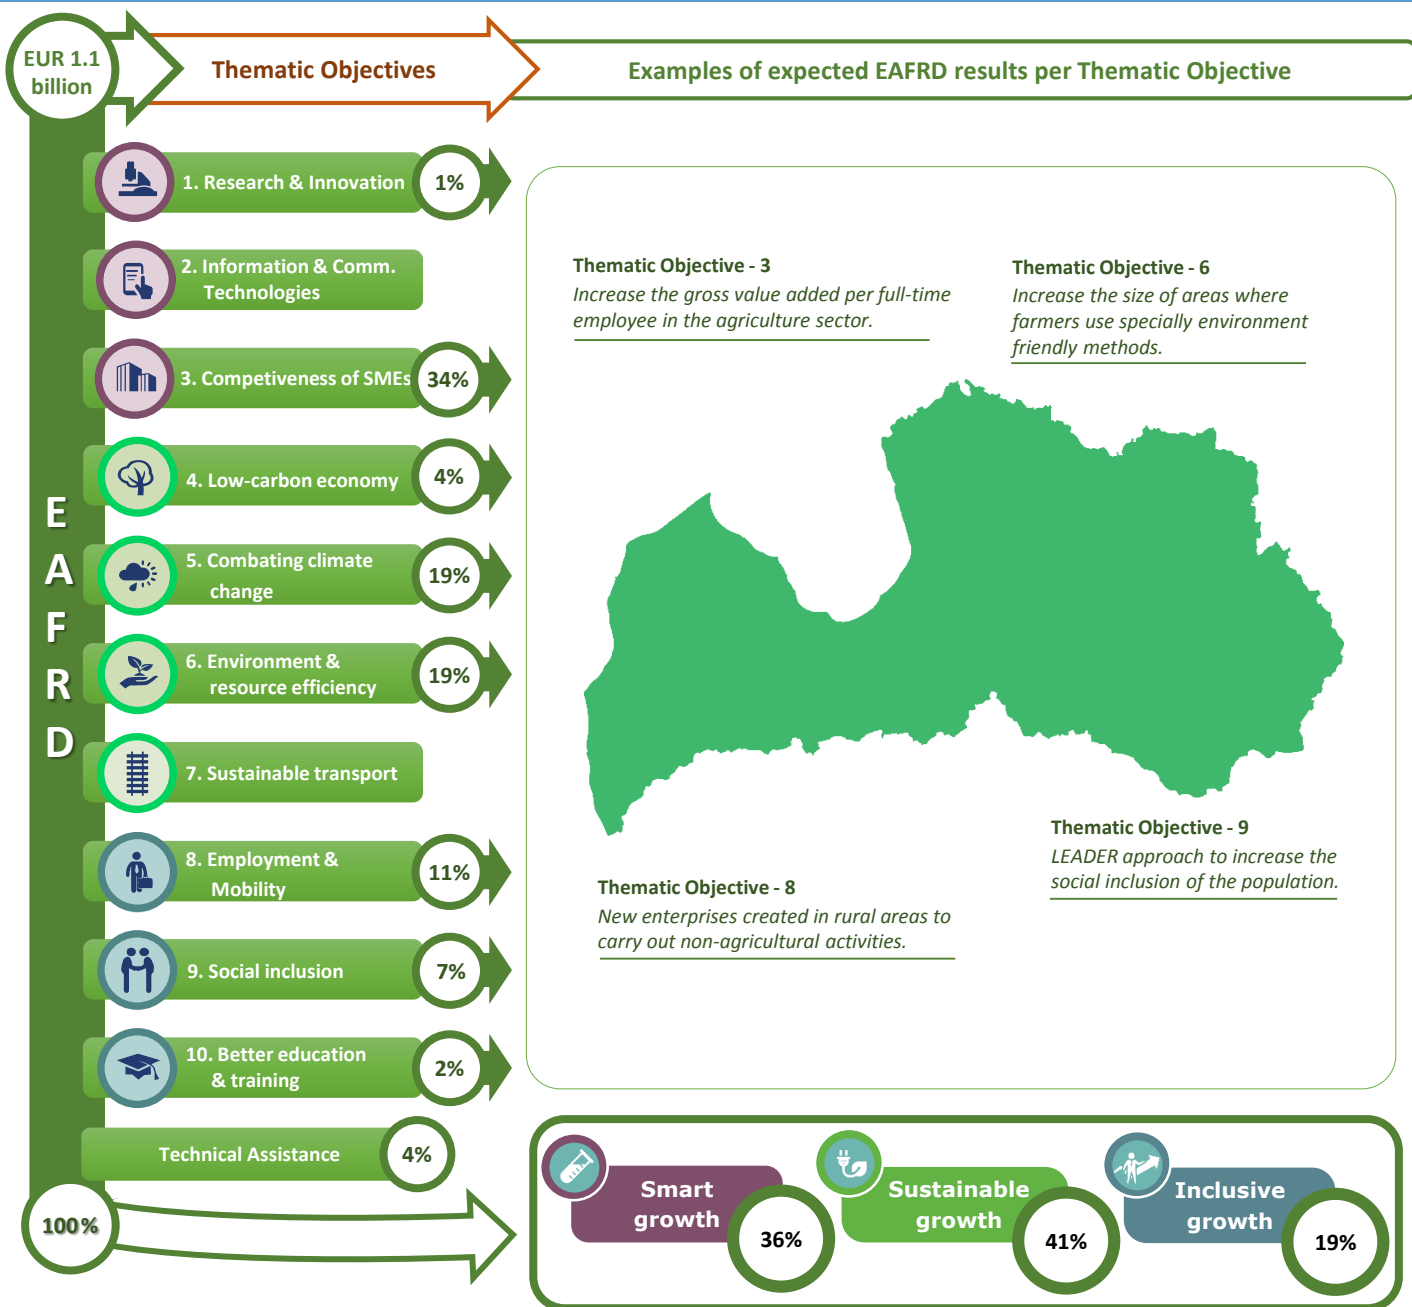 EUR 1.1
billion
Thematic Objectives
Examples of expected EAFRD results per Thematic Objective
E
A
F
R
D
1. Research & Innovation
1%
2. Information & Comm.
Technologies
3. Competiveness of SMEs
34%
4. Low-carbon economy
4%
5. Combating climate
change
19%
6. Environment &
resource efficiency
19%
7. Sustainable transport
8. Employment &
Mobility
11%
9. Social inclusion
7%
10. Better education
& training
2%
Technical Assistance
4%
100%
Thematic Objective - 3
Increase the gross value added per full-time
employee in the agriculture sector.
Thematic Objective - 6
Increase the size of areas where
farmers use specially environment
friendly methods.
Thematic Objective - 8
New enterprises created in rural areas to
carry out non-agricultural activities.
Thematic Objective - 9
LEADER approach to increase the
social inclusion of the population.
Smart
growth
36%
Sustainable
growth
41%
Inclusive
growth
19%